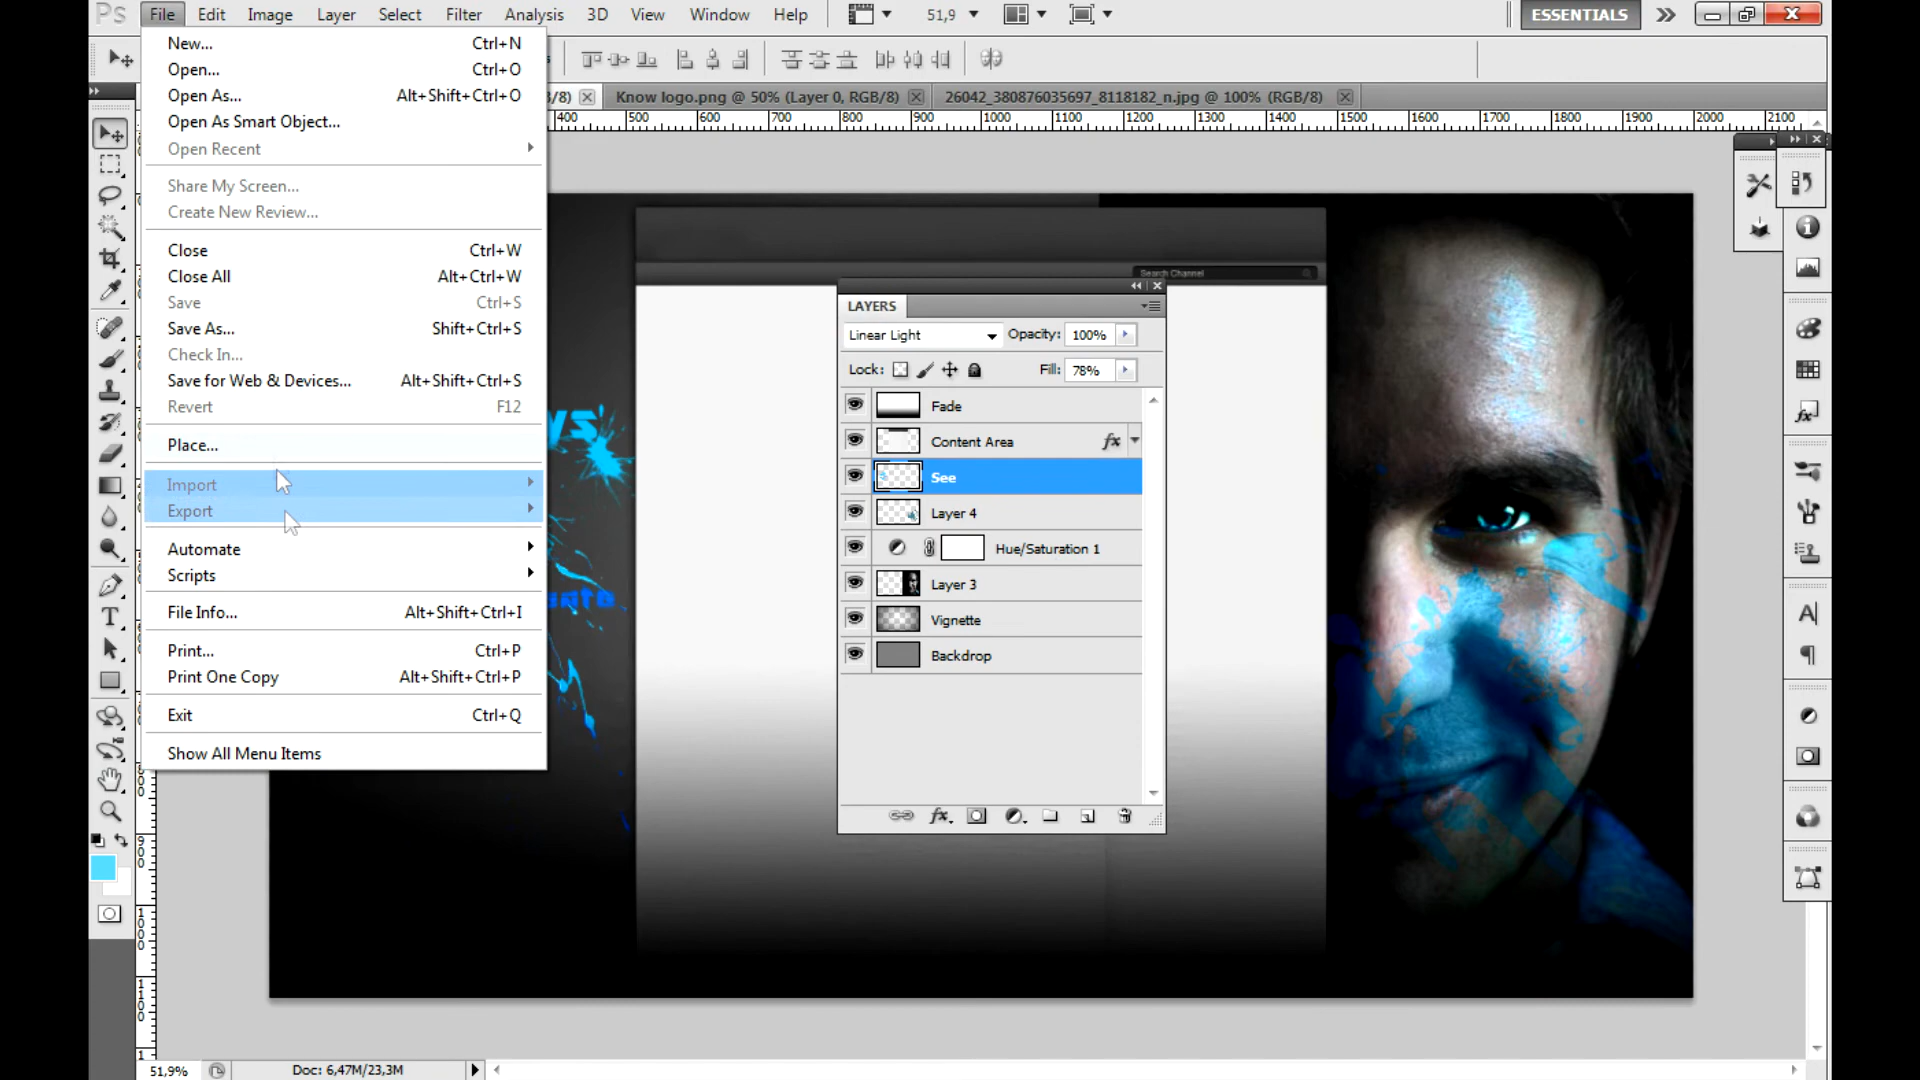 Ps File Edit Image Layer Select Filter Analysis 3D View Window Help 51,9 ESSENTIALS
New... Ctrl+N
Open... Ctrl+O
Open As... Alt+Shift+Ctrl+O
Open As Smart Object...
Open Recent
Share My Screen...
Create New Review...
Close Ctrl+W
Close All Alt+Ctrl+W
Save Ctrl+S
Save As... Shift+Ctrl+S
Check In...
Save for Web & Devices... Alt+Shift+Ctrl+S
Revert F12
Place...
Import
Export
Automate
Scripts
File Info... Alt+Shift+Ctrl+I
Print... Ctrl+P
Print One Copy Alt+Shift+Ctrl+P
Exit Ctrl+Q
Show All Menu Items
B/8) Know logo.png @ 50% (Layer 0, RGB/8) 26042_380876035697_8118182_n.jpg @ 100% (RGB/8)
400 500 600 700 800 900 1000 1100 1200 1300 1400 1500 1600 1700 1800 1900 2000 2100
Search Channel
LAYERS
Linear Light Opacity: 100%
Lock: Fill: 78%
Fade
Content Area fx
See
Layer 4
Hue/Saturation 1
Layer 3
Vignette
Backdrop
51,9% Doc: 6,47M/23,3M